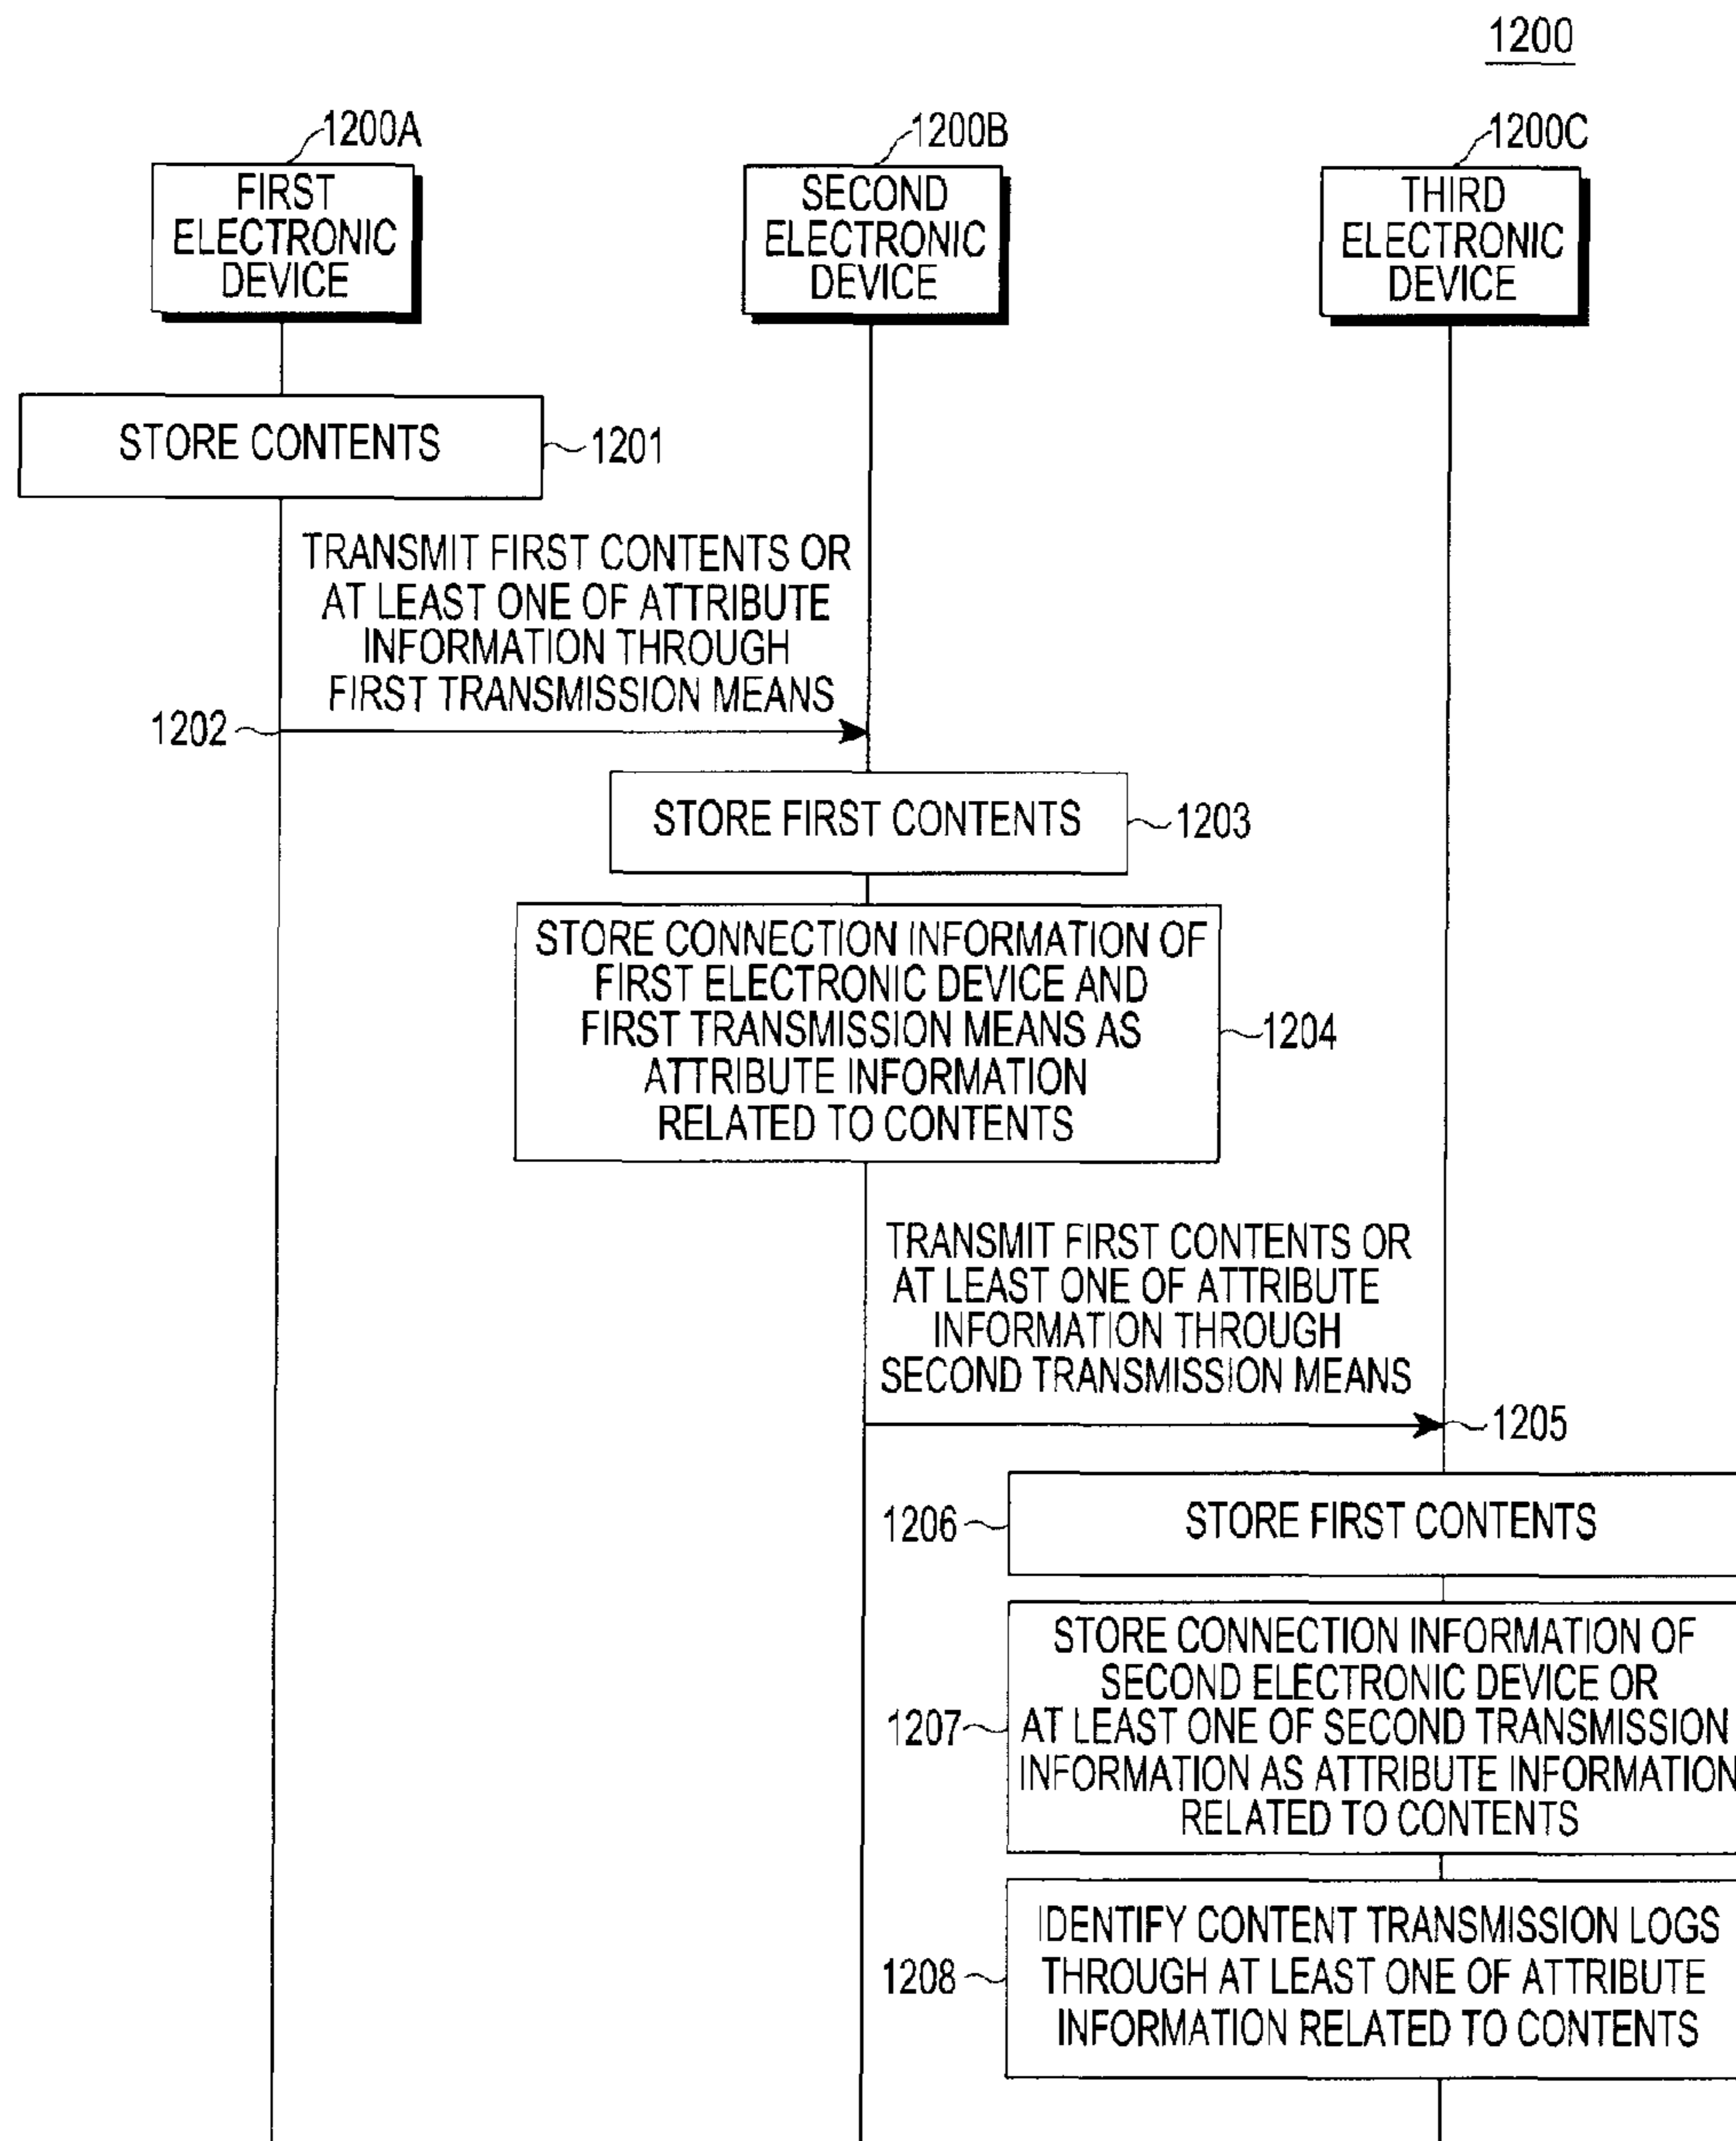 1200
1200A
1200B
1200C
FIRST
ELECTRONIC
DEVICE
SECOND
ELECTRONIC
DEVICE
THIRD
ELECTRONIC
DEVICE
STORE CONTENTS
1201
TRANSMIT FIRST CONTENTS OR
AT LEAST ONE OF ATTRIBUTE
INFORMATION THROUGH
FIRST TRANSMISSION MEANS
1202
STORE FIRST CONTENTS
1203
STORE CONNECTION INFORMATION OF
FIRST ELECTRONIC DEVICE AND
FIRST TRANSMISSION MEANS AS
ATTRIBUTE INFORMATION
RELATED TO CONTENTS
1204
TRANSMIT FIRST CONTENTS OR
AT LEAST ONE OF ATTRIBUTE
INFORMATION THROUGH
SECOND TRANSMISSION MEANS
1205
1206
STORE FIRST CONTENTS
STORE CONNECTION INFORMATION OF
SECOND ELECTRONIC DEVICE OR
1207
AT LEAST ONE OF SECOND TRANSMISSION
INFORMATION AS ATTRIBUTE INFORMATION
RELATED TO CONTENTS
IDENTIFY CONTENT TRANSMISSION LOGS
1208
THROUGH AT LEAST ONE OF ATTRIBUTE
INFORMATION RELATED TO CONTENTS